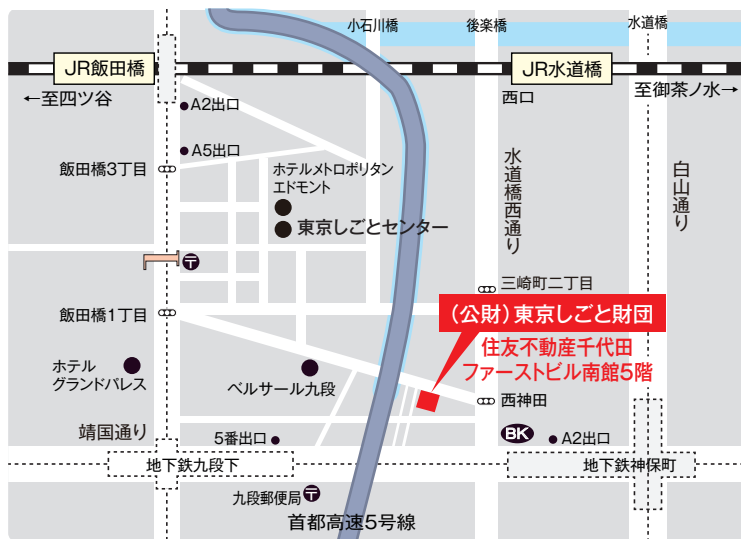 小石川橋
後楽橋
水道橋
JR飯田橋
JR水道橋
←至四ツ谷
西口
至御茶ノ水→
A2出口
A5出口
飯田橋3丁目
ホテルメトロポリタン
エドモント
東京しごとセンター
水道橋西通り
白山通り
〒
三崎町二丁目
飯田橋1丁目
(公財)東京しごと財団
住友不動産千代田
ファーストビル南館5階
ホテル
グランドパレス
ベルサール九段
西神田
靖国通り
5番出口
BK
A2出口
地下鉄九段下
地下鉄神保町
九段郵便局
〒
首都高速5号線